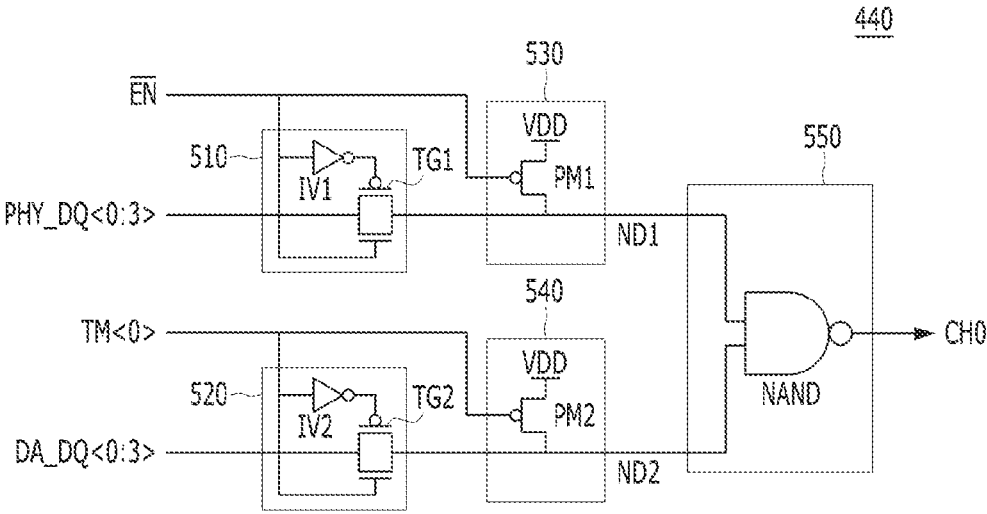 440
530
E̅N̅
VDD
550
510
IV1
TG1
PM1
PHY_DQ<0:3>
ND1
540
TM<0>
VDD
CH0
520
IV2
TG2
PM2
NAND
DA_DQ<0:3>
ND2